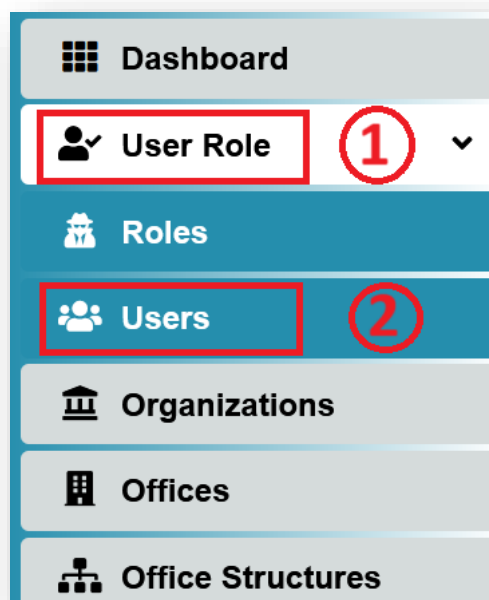 Dashboard
User Role 1
Roles
Users 2
Organizations
Offices
Office Structures